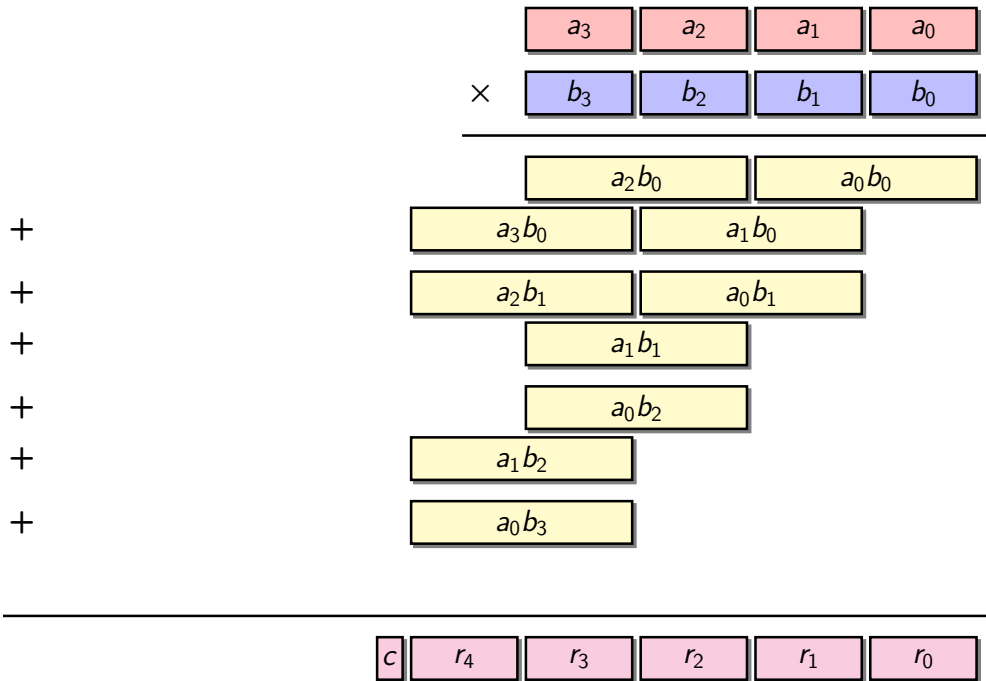 a₃ a₂ a₁ a₀
× b₃ b₂ b₁ b₀
a₂b₀ a₀b₀
+ a₃b₀ a₁b₀
+ a₂b₁ a₀b₁
+ a₁b₁
+ a₀b₂
+ a₁b₂
+ a₀b₃
c r₄ r₃ r₂ r₁ r₀